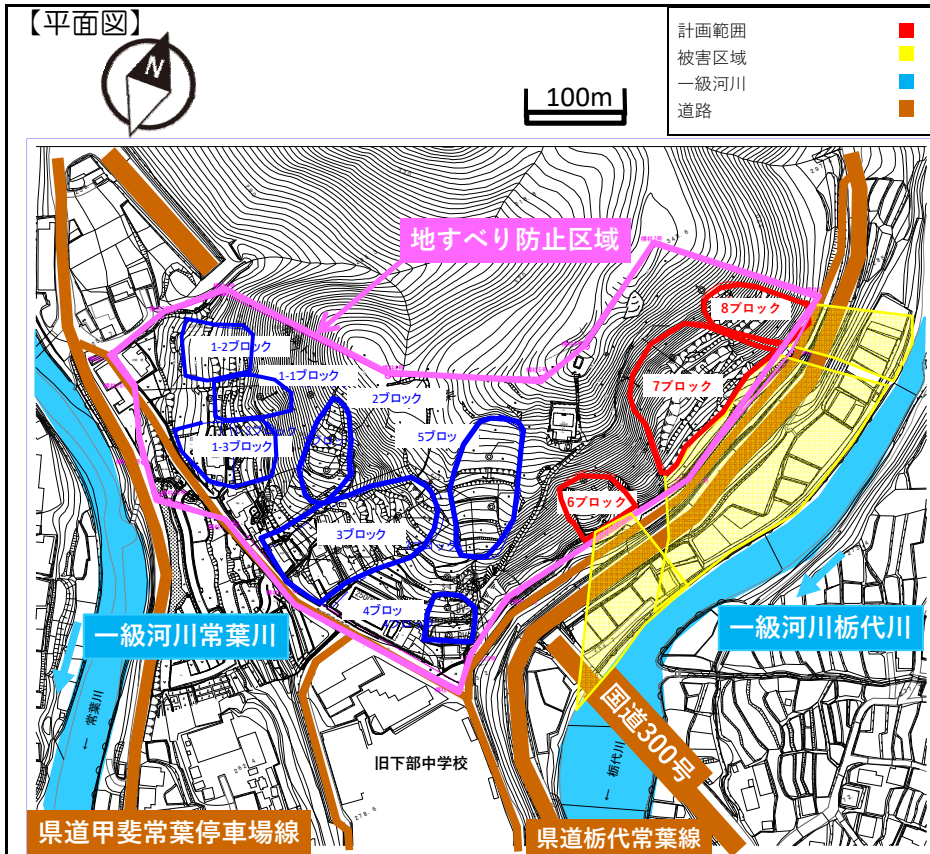 【平面図】
N
100m
計画範囲
被害区域
一級河川
道路
地すべり防止区域
8ブロック
1-2ブロック
1-1ブロック
7ブロック
2ブロック
5ブロッ
1-3ブロック
6ブロック
3ブロック
4ブロッ
一級河川常葉川
一級河川栃代川
常葉川
国道300号
旧下部中学校
栃代川
県道甲斐常葉停車場線
県道栃代常葉線